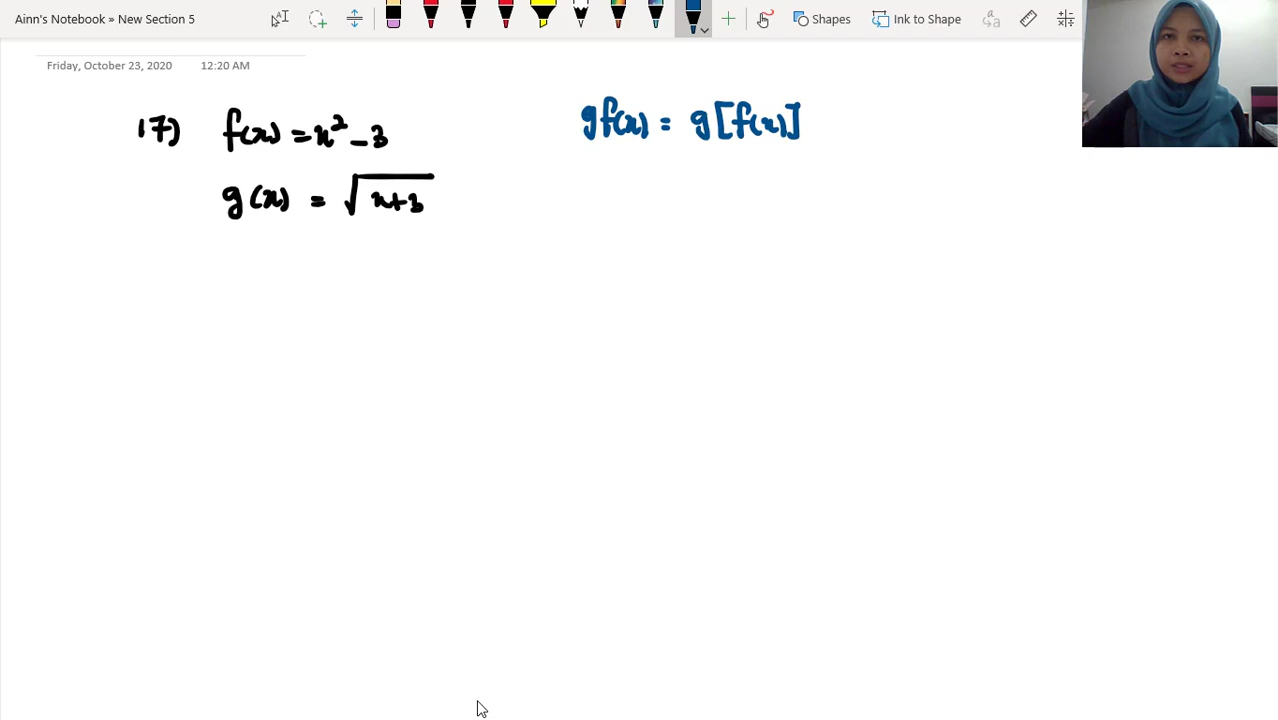 Ainn's Notebook » New Section 5
Shapes
Ink to Shape
Friday, October 23, 2020 12:20 AM
17) f(x) = x² - 3
g(x) = √(x+3)
gf(x) = g[f(x)]